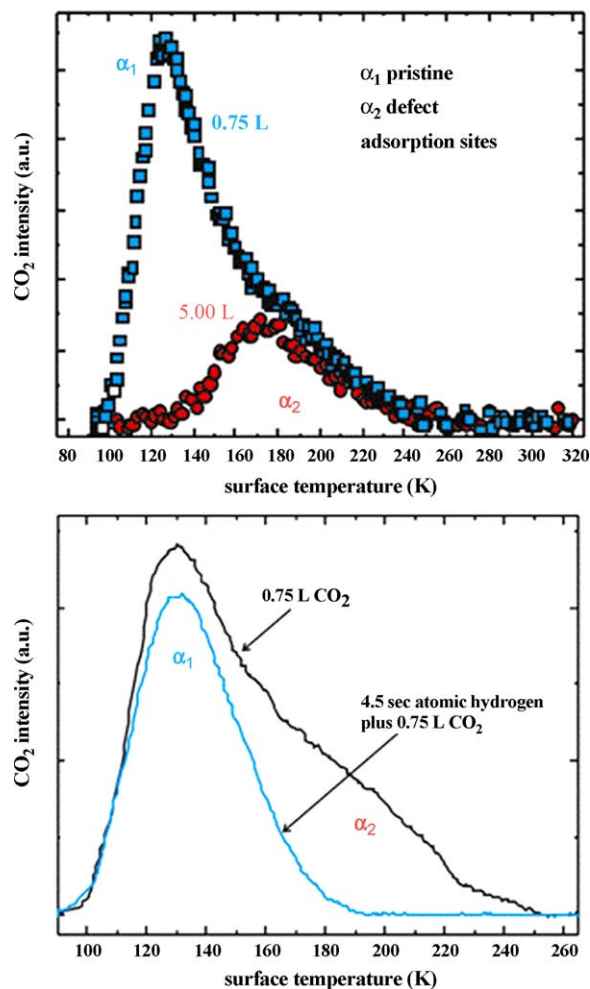 CO₂ intensity (a.u.)
α₁
0.75 L
α₁ pristine
α₂ defect
adsorption sites
5.00 L
α₂
80 100 120 140 160 180 200 220 240 260 280 300 320
surface temperature (K)
CO₂ intensity (a.u.)
0.75 L CO₂
α₁
4.5 sec atomic hydrogen
plus 0.75 L CO₂
α₂
100 120 140 160 180 200 220 240 260
surface temperature (K)